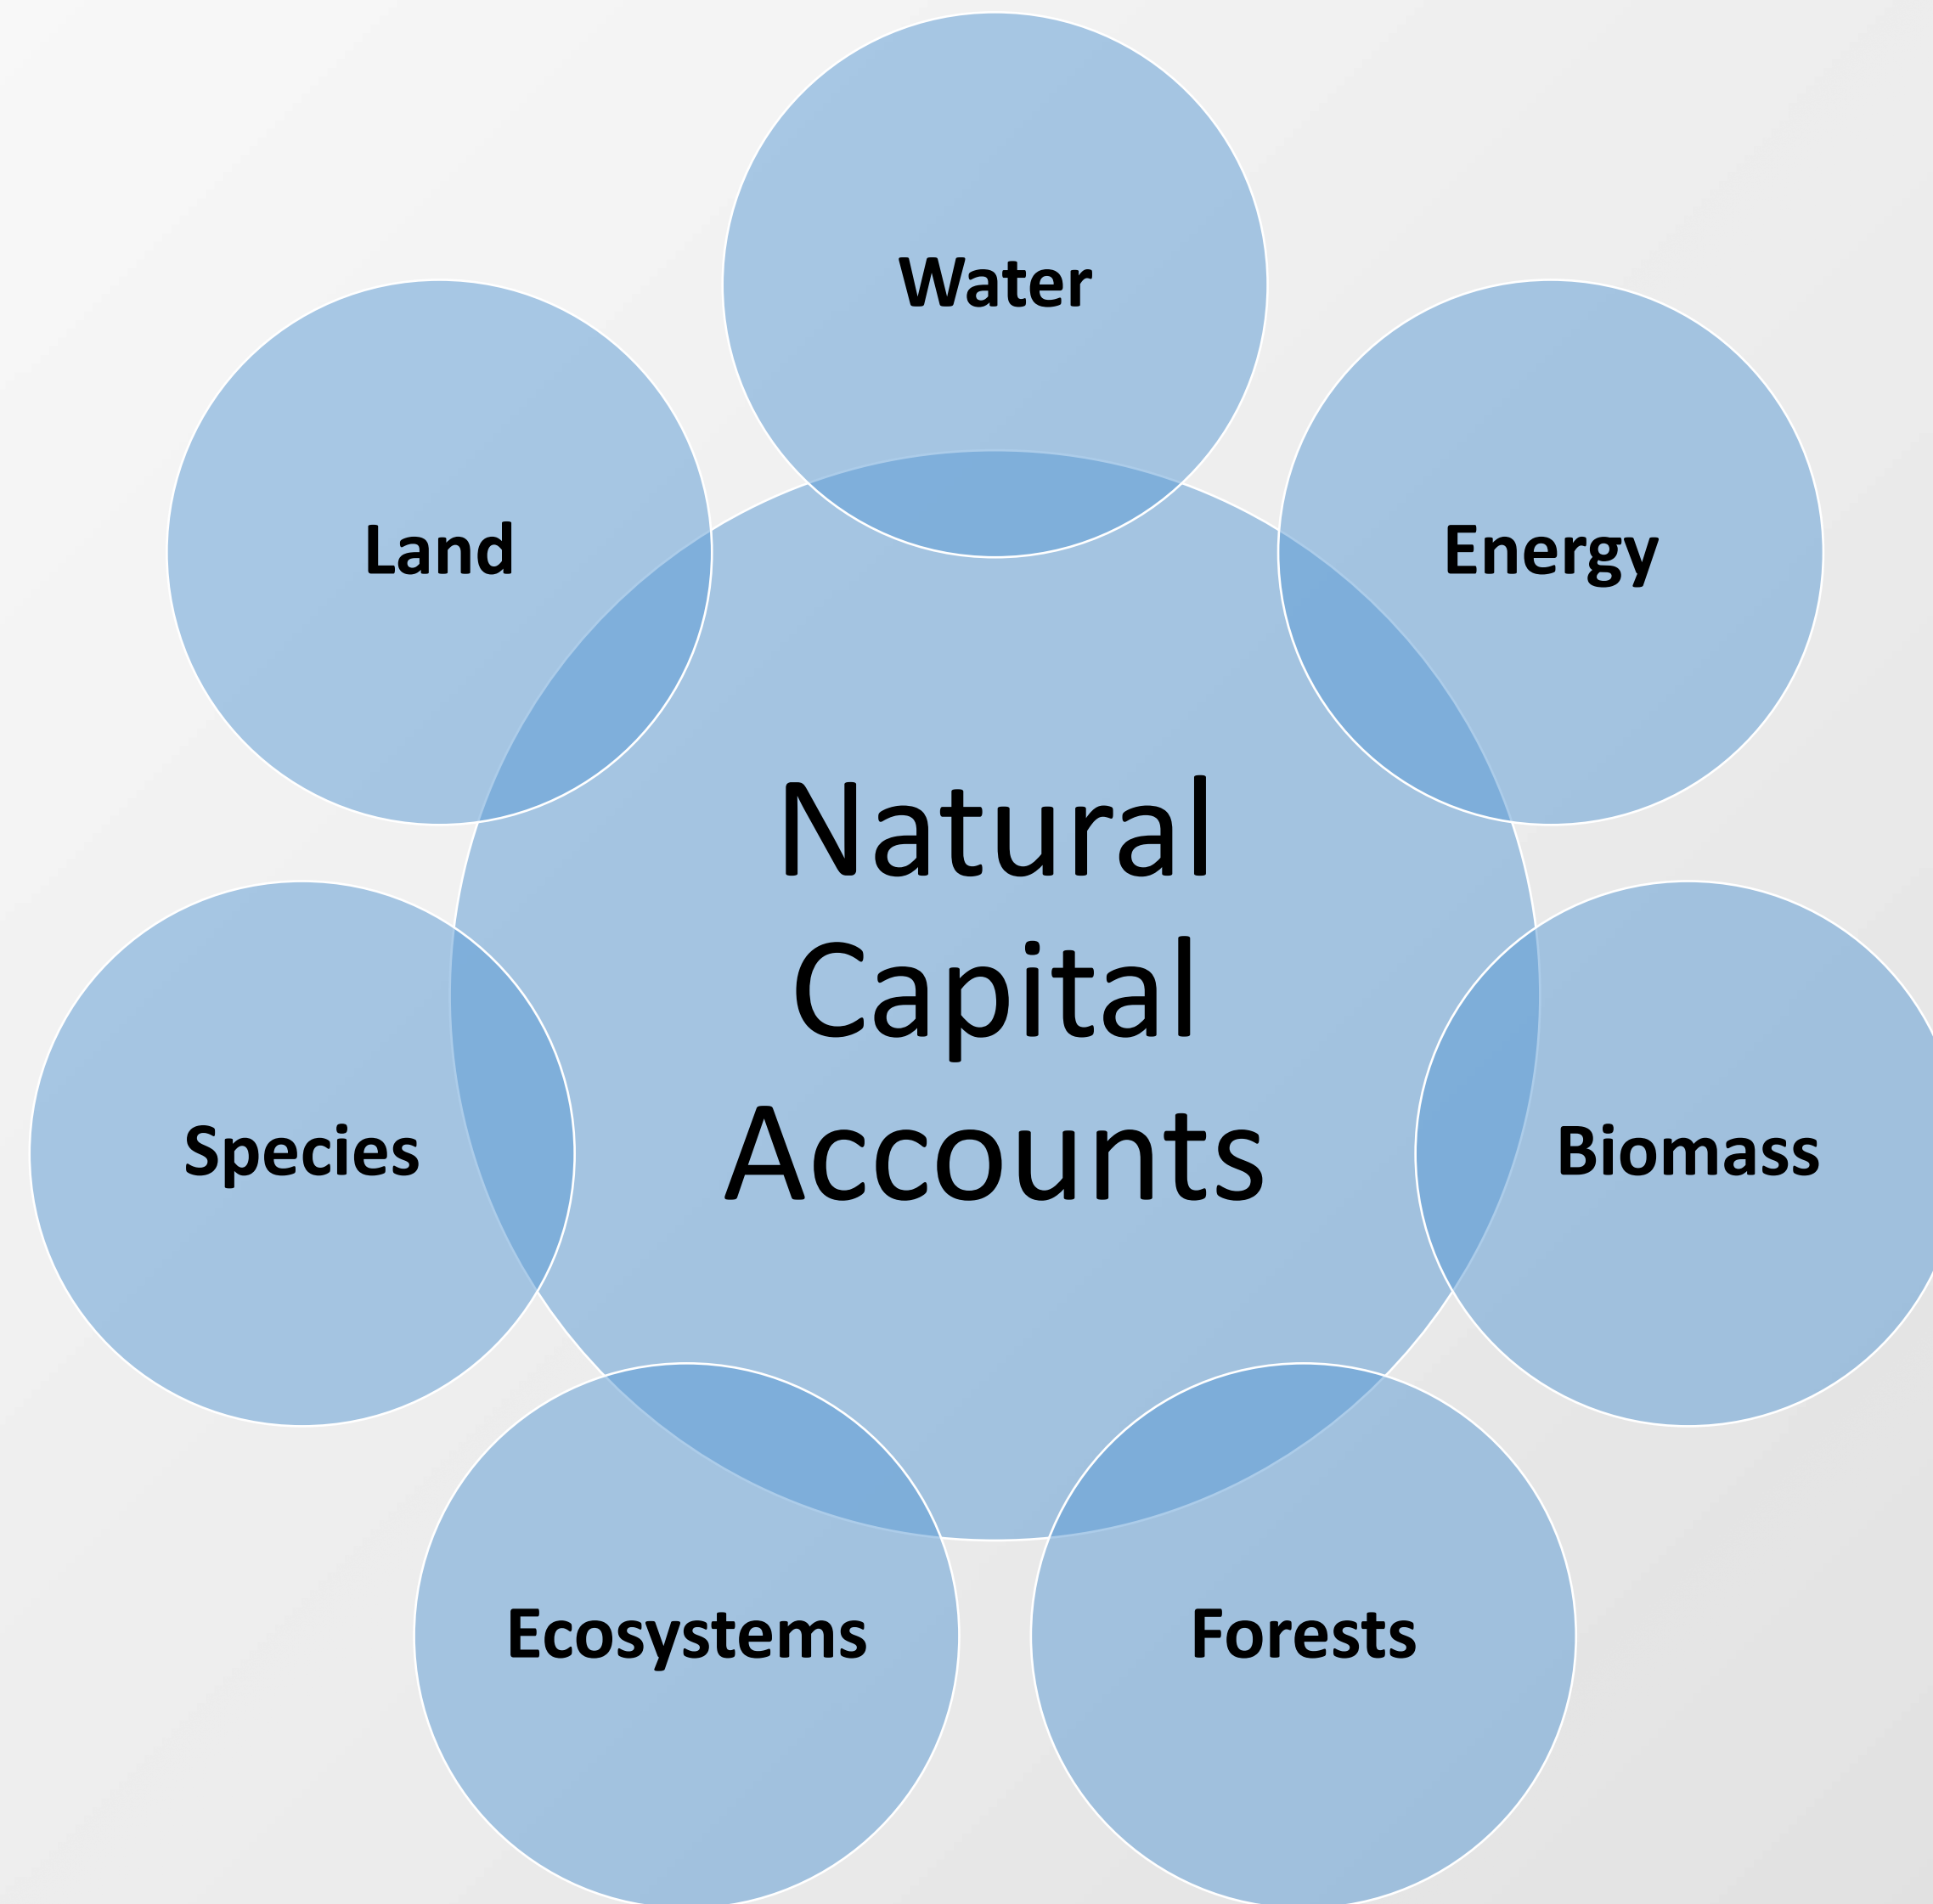 Water
Land
Energy
Natural
Capital
Accounts
Species
Biomass
Ecosystems
Forests